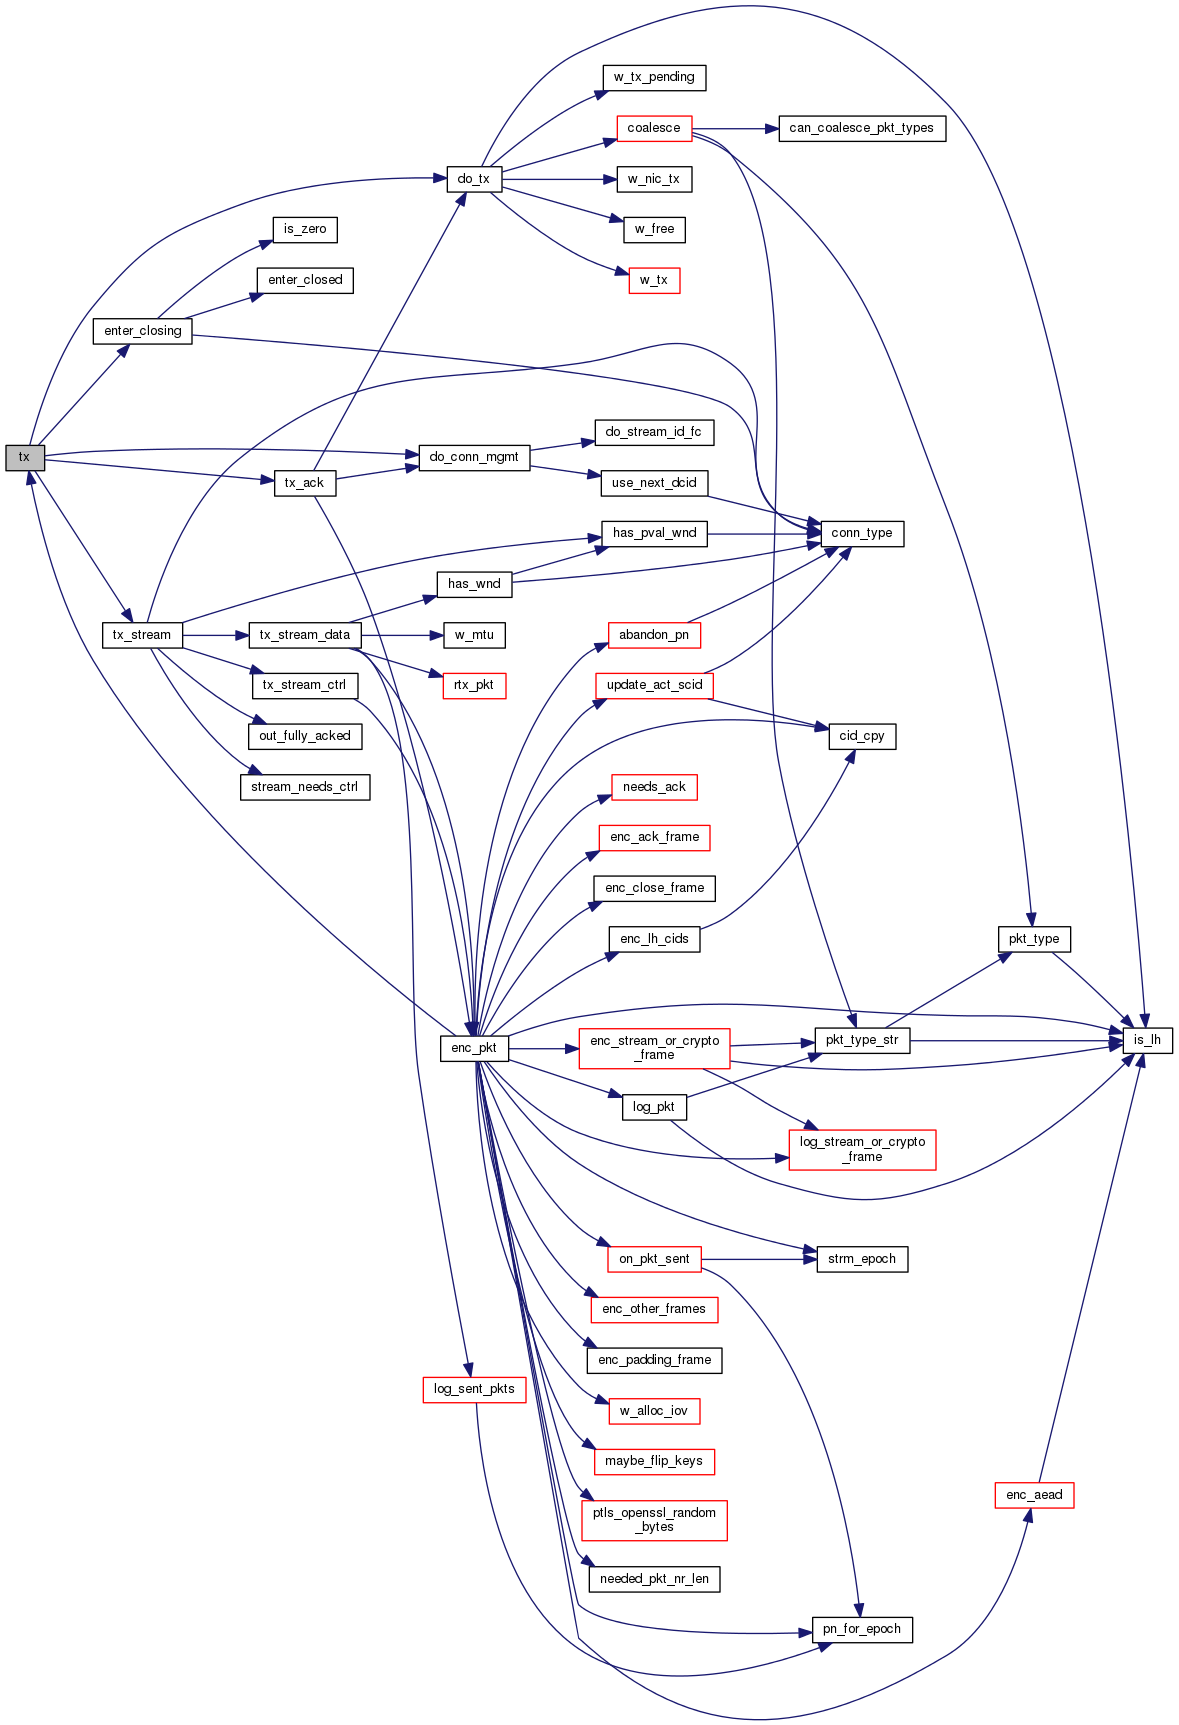 w_tx_pending
coalesce
can_coalesce_pkt_types
do_tx
w_nic_tx
is_zero
w_free
enter_closed
w_tx
enter_closing
do_stream_id_fc
tx
do_conn_mgmt
tx_ack
use_next_dcid
has_pval_wnd
conn_type
has_wnd
tx_stream
tx_stream_data
w_mtu
abandon_pn
tx_stream_ctrl
rtx_pkt
update_act_scid
out_fully_acked
cid_cpy
stream_needs_ctrl
needs_ack
enc_ack_frame
enc_close_frame
enc_lh_cids
pkt_type
enc_pkt
enc_stream_or_crypto
_frame
pkt_type_str
is_lh
log_pkt
log_stream_or_crypto
_frame
on_pkt_sent
strm_epoch
enc_other_frames
enc_padding_frame
log_sent_pkts
w_alloc_iov
maybe_flip_keys
enc_aead
ptls_openssl_random
_bytes
needed_pkt_nr_len
pn_for_epoch